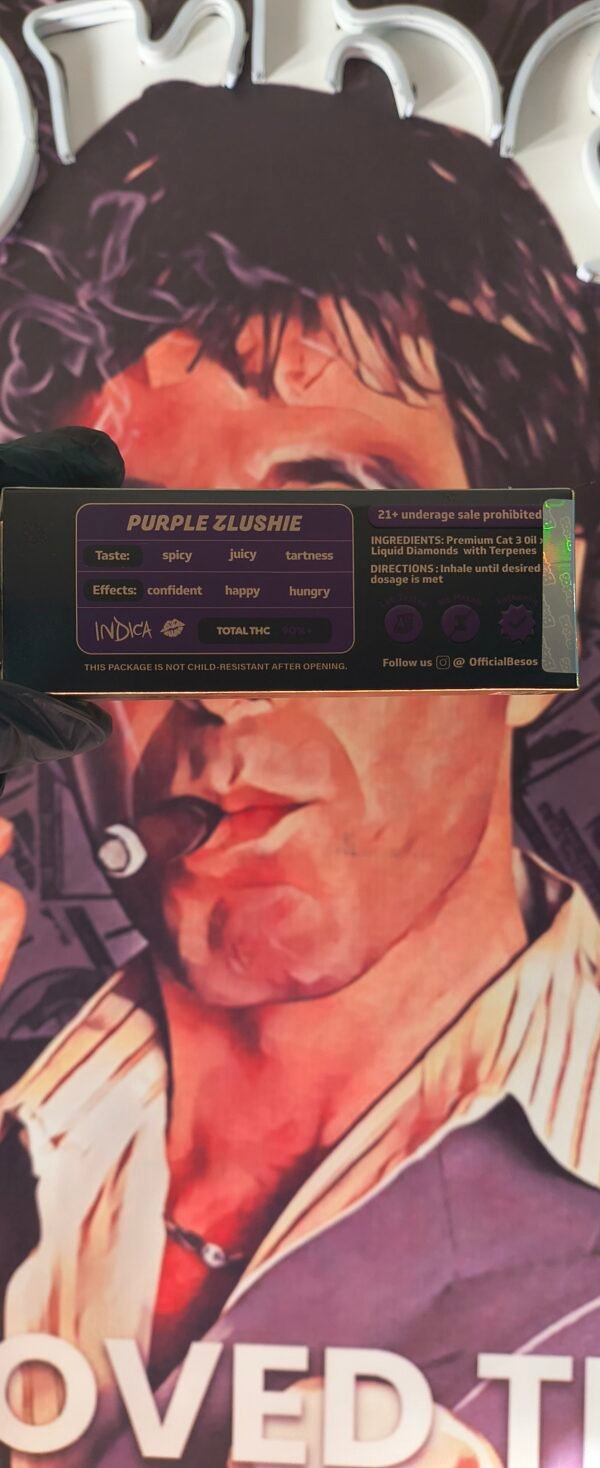 PURPLE ZLUSHIE
Taste: spicy juicy tartness
Effects: confident happy hungry
INDICA TOTAL THC 90%+
THIS PACKAGE IS NOT CHILD-RESISTANT AFTER OPENING.
21+ underage sale prohibited
INGREDIENTS: Premium Cat 3 Oil x
Liquid Diamonds with Terpenes
DIRECTIONS: Inhale until desired
dosage is met
Follow us @ OfficialBesos
OVED